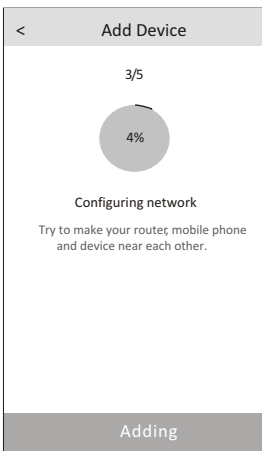 < Add Device
3/5
4%
Configuring network
Try to make your router, mobile phone
and device near each other.
Adding